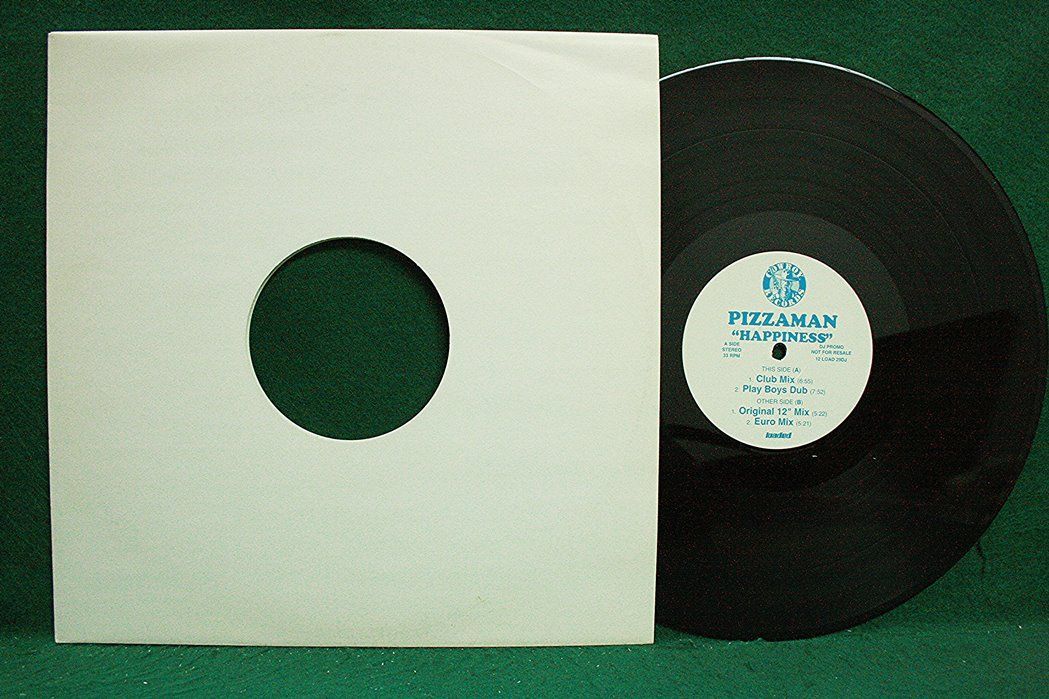 COWBOY
RECORDS
PIZZAMAN
“HAPPINESS”
A SIDE
STEREO
33 RPM
DJ PROMO
NOT FOR RESALE
12 LOAD 29DJ
THIS SIDE (A)
1. Club Mix (6:55)
2. Play Boys Dub (7:52)
OTHER SIDE (B)
1. Original 12" Mix (5:22)
2. Euro Mix (5:21)
loaded